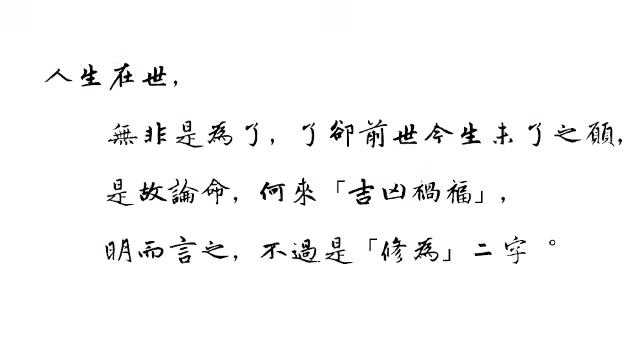 人生在世，
無非是為了，了卻前世今生未了之願，
是故論命，何來「吉凶禍福」，
明而言之，不過是「修為」二字。